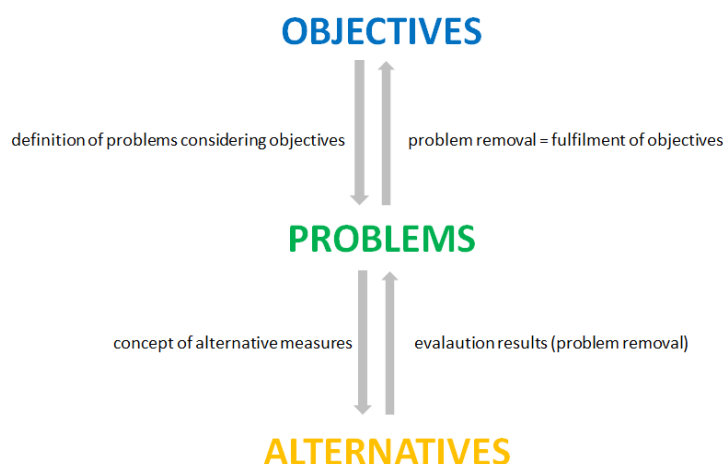 OBJECTIVES
definition of problems considering objectives
problem removal = fulfilment of objectives
PROBLEMS
concept of alternative measures
evalaution results (problem removal)
ALTERNATIVES